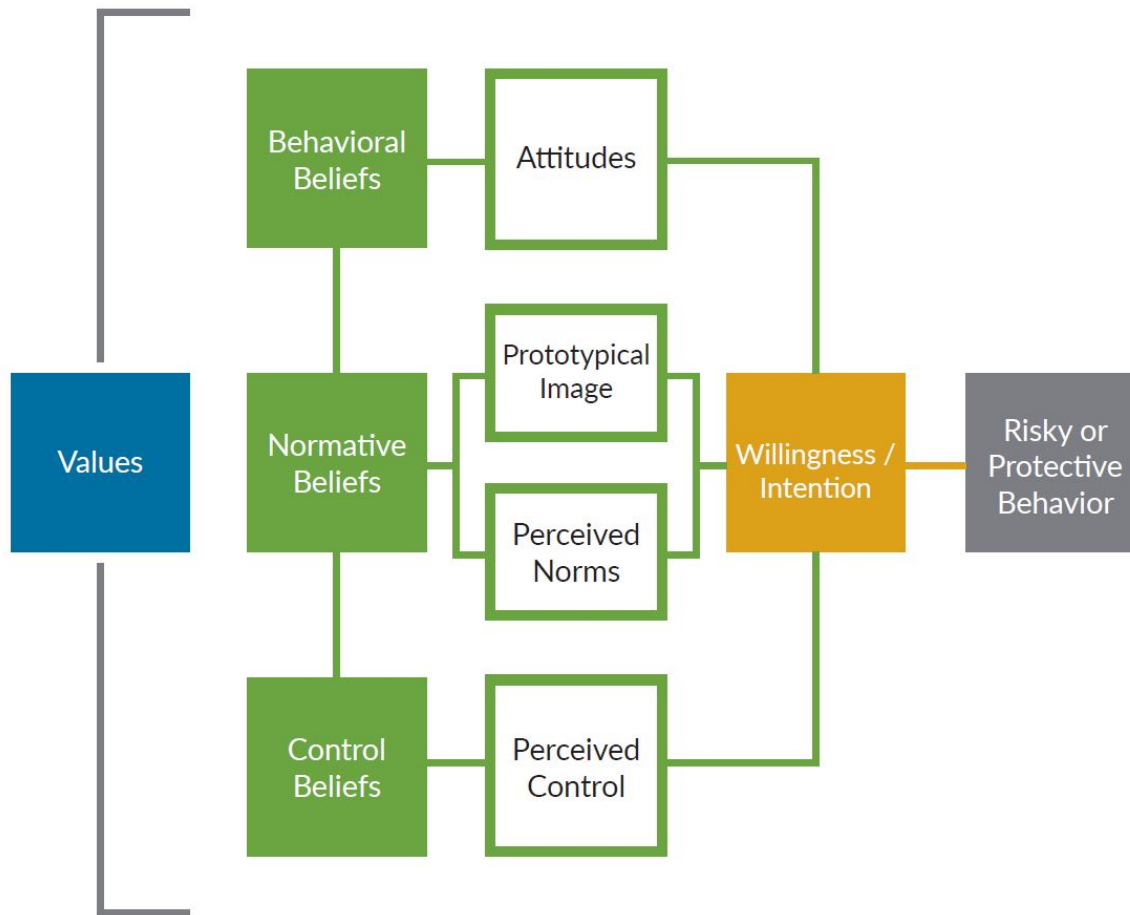 Behavioral
Beliefs
Attitudes
Prototypical
Image
Values
Normative
Beliefs
Willingness /
Intention
Risky or
Protective
Behavior
Perceived
Norms
Control
Beliefs
Perceived
Control